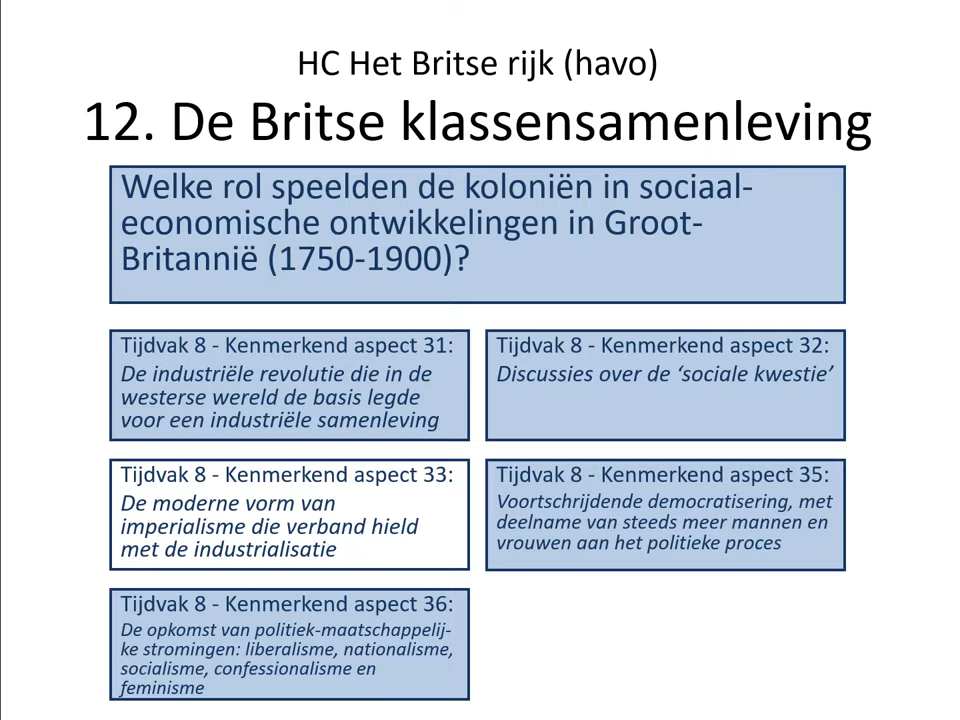 HC Het Britse rijk (havo)
12. De Britse klassensamenleving
Welke rol speelden de koloniën in sociaal-
economische ontwikkelingen in Groot-
Britannië (1750-1900)?
Tijdvak 8 - Kenmerkend aspect 31:
De industriële revolutie die in de
westerse wereld de basis legde
voor een industriële samenleving
Tijdvak 8 - Kenmerkend aspect 32:
Discussies over de ‘sociale kwestie’
Tijdvak 8 - Kenmerkend aspect 33:
De moderne vorm van
imperialisme die verband hield
met de industrialisatie
Tijdvak 8 - Kenmerkend aspect 35:
Voortschrijdende democratisering, met
deelname van steeds meer mannen en
vrouwen aan het politieke proces
Tijdvak 8 - Kenmerkend aspect 36:
De opkomst van politiek-maatschappelij-
ke stromingen: liberalisme, nationalisme,
socialisme, confessionalisme en
feminisme